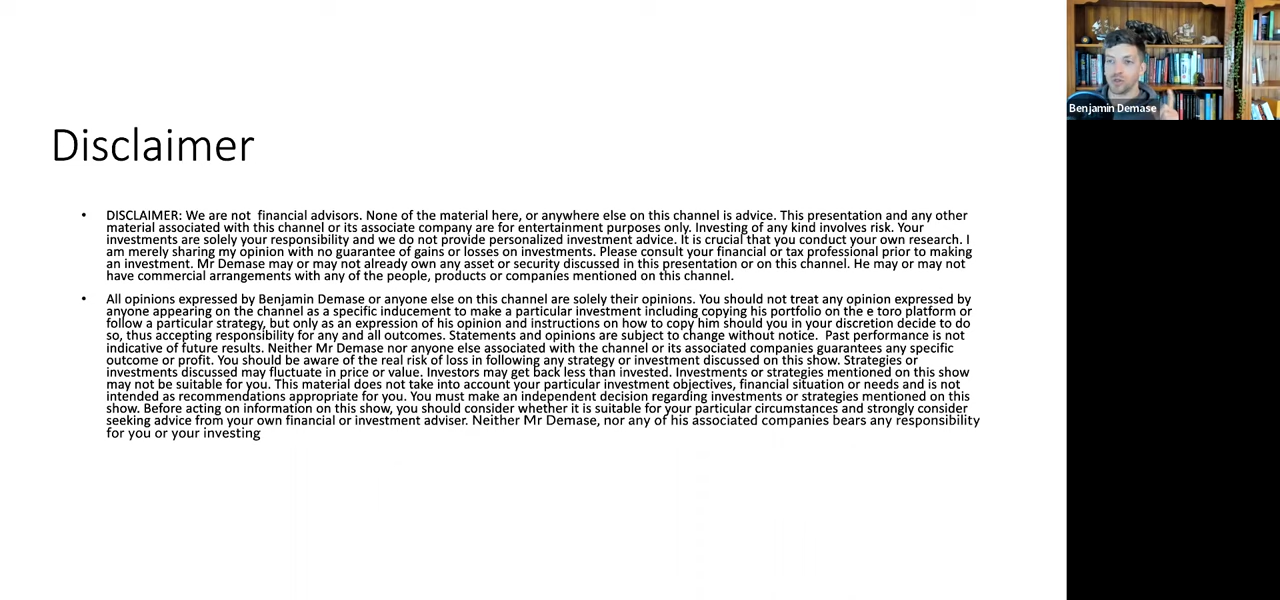 Benjamin Demase
Disclaimer
• DISCLAIMER: We are not  financial advisors. None of the material here, or anywhere else on this channel is advice. This presentation and any other
material associated with this channel or its associate company are for entertainment purposes only. Investing of any kind involves risk. Your
investments are solely your responsibility and we do not provide personalized investment advice. It is crucial that you conduct your own research. I
am merely sharing my opinion with no guarantee of gains or losses on investments. Please consult your financial or tax professional prior to making
an investment. Mr Demase may or may not already own any asset or security discussed in this presentation or on this channel. He may or may not
have commercial arrangements with any of the people, products or companies mentioned on this channel.
• All opinions expressed by Benjamin Demase or anyone else on this channel are solely their opinions. You should not treat any opinion expressed by
anyone appearing on the channel as a specific inducement to make a particular investment including copying his portfolio on the e toro platform or
follow a particular strategy, but only as an expression of his opinion and instructions on how to copy him should you in your discretion decide to do
so, thus accepting responsibility for any and all outcomes. Statements and opinions are subject to change without notice.  Past performance is not
indicative of future results. Neither Mr Demase nor anyone else associated with the channel or its associated companies guarantees any specific
outcome or profit. You should be aware of the real risk of loss in following any strategy or investment discussed on this show. Strategies or
investments discussed may fluctuate in price or value. Investors may get back less than invested. Investments or strategies mentioned on this show
may not be suitable for you. This material does not take into account your particular investment objectives, financial situation or needs and is not
intended as recommendations appropriate for you. You must make an independent decision regarding investments or strategies mentioned on this
show. Before acting on information on this show, you should consider whether it is suitable for your particular circumstances and strongly consider
seeking advice from your own financial or investment adviser. Neither Mr Demase, nor any of his associated companies bears any responsibility
for you or your investing